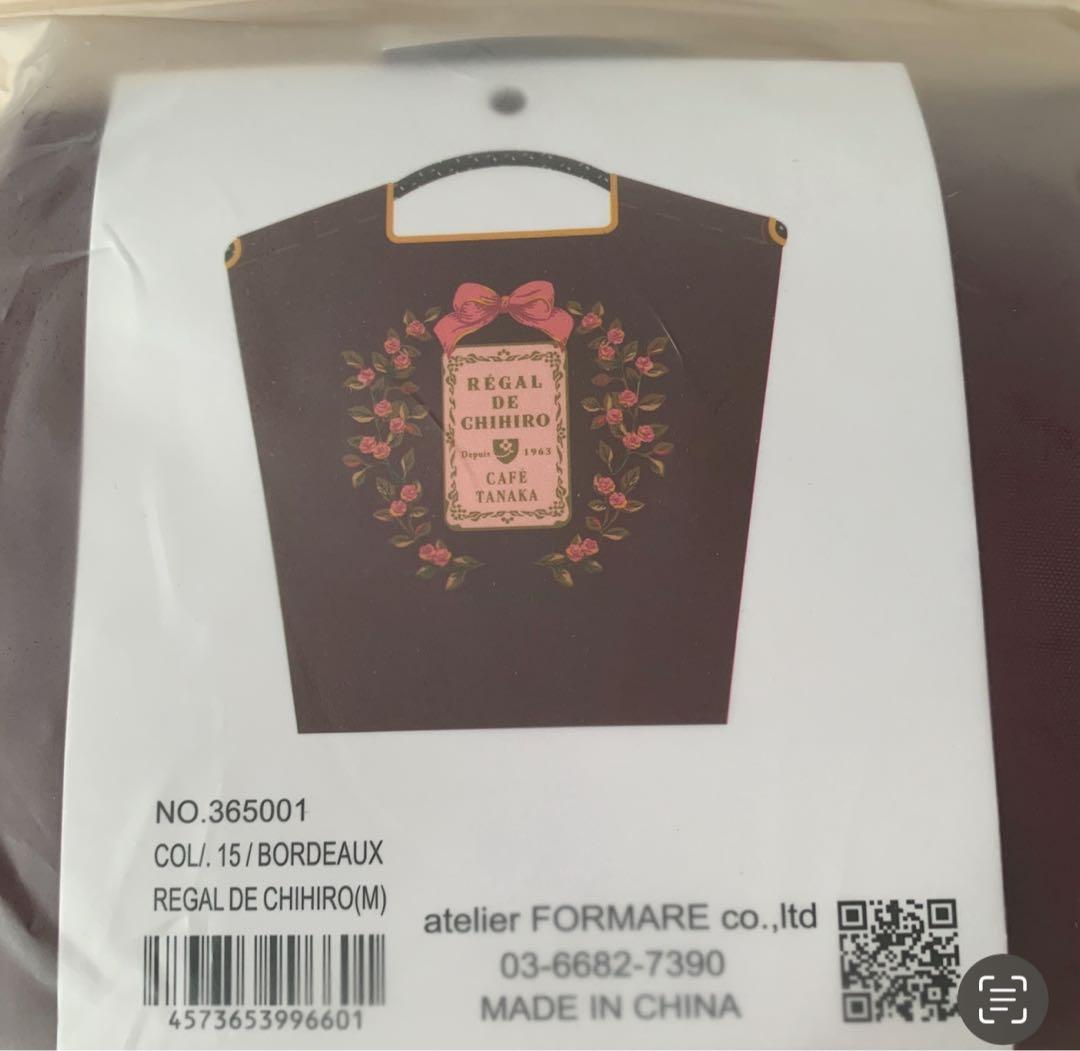 RÉGAL
DE
CHIHIRO
Depuis 1963
CAFÉ
TANAKA
NO.365001
COL/. 15 / BORDEAUX
REGAL DE CHIHIRO(M)
4573653996601
atelier FORMARE co.,ltd
03-6682-7390
MADE IN CHINA